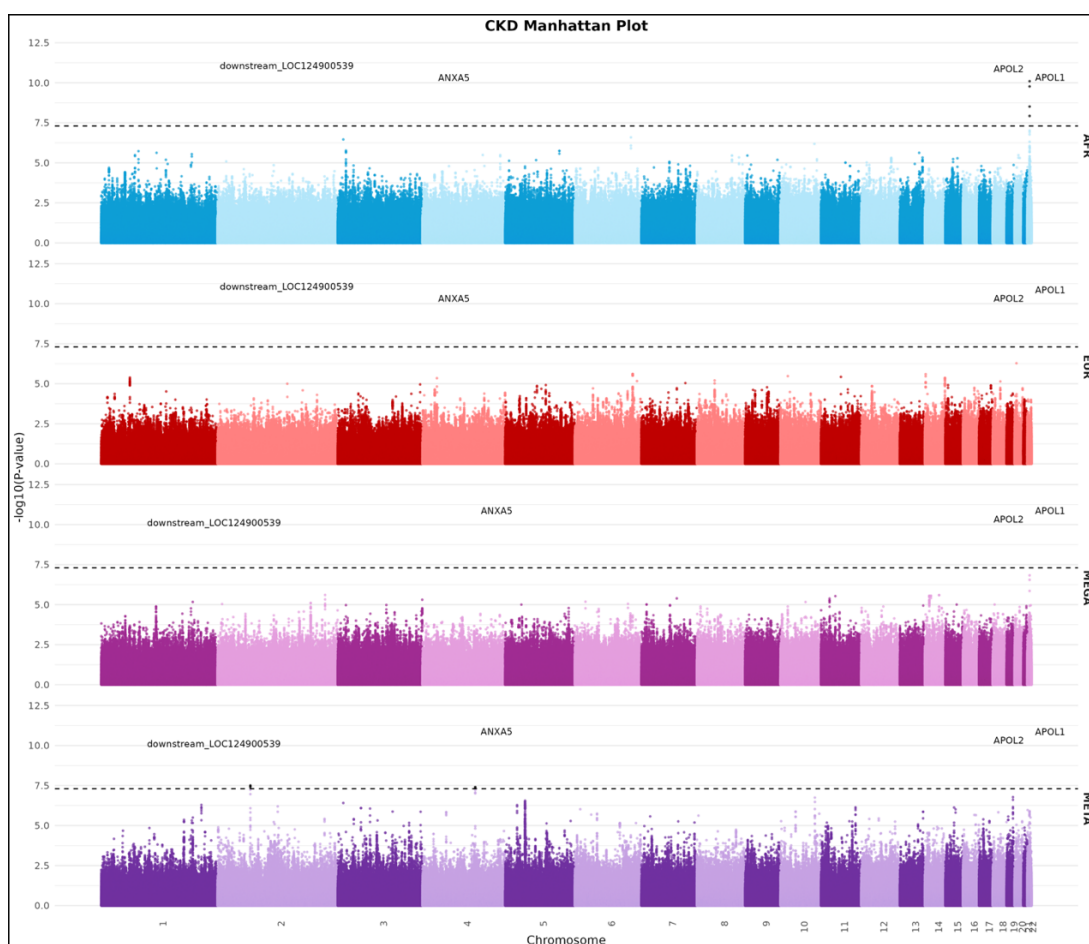 CKD Manhattan Plot
12.5
downstream_LOC124900539
APOL2
10.0
ANXA5
APOL1
7.5
AFR
5.0
2.5
0.0
12.5
downstream_LOC124900539
APOL1
10.0
ANXA5
APOL2
7.5
EUR
5.0
2.5
0.0
-log10(P-value)
12.5
ANXA5
APOL1
10.0
downstream_LOC124900539
APOL2
7.5
MEGA
5.0
2.5
0.0
12.5
ANXA5
APOL1
10.0
downstream_LOC124900539
APOL2
7.5
META
5.0
2.5
0.0
1 2 3 4 5 6 7 8 9 10 11 12 13 14 15 16 17 18 19 20 21 22
Chromosome